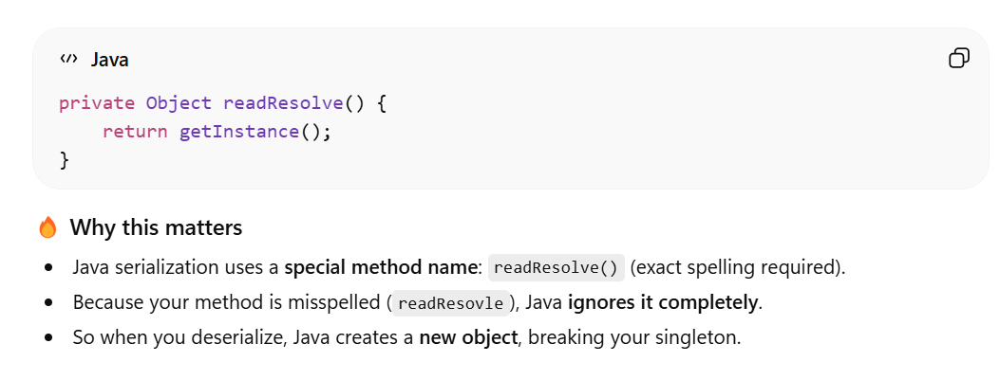 Java
private Object readResolve() {
    return getInstance();
}
🔥 Why this matters
• Java serialization uses a special method name: readResolve() (exact spelling required).
• Because your method is misspelled (readResovle), Java ignores it completely.
• So when you deserialize, Java creates a new object, breaking your singleton.